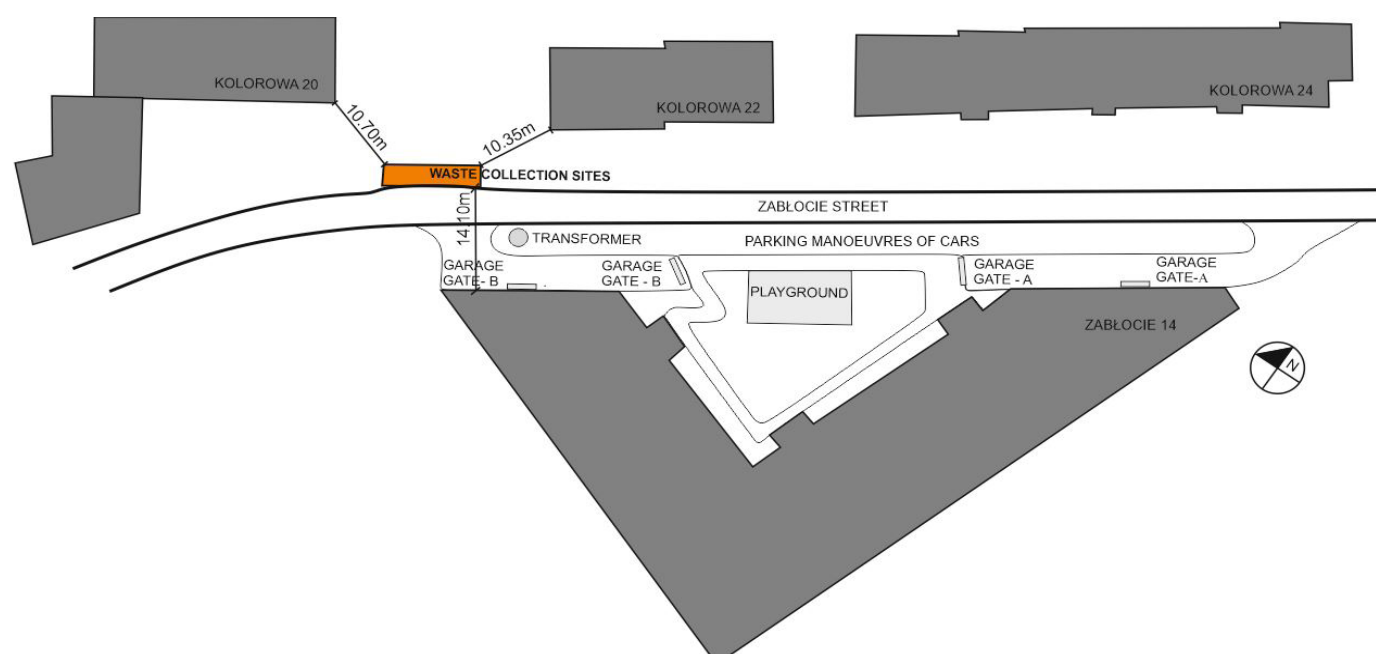 KOLOROWA 20
KOLOROWA 22
KOLOROWA 24
10.70m
10.35m
WASTE COLLECTION SITES
ZABŁOCIE STREET
14.10m
TRANSFORMER
PARKING MANOEUVRES OF CARS
GARAGE
GATE- B
GARAGE
GATE - B
GARAGE
GATE - A
GARAGE
GATE-A
PLAYGROUND
ZABŁOCIE 14
N